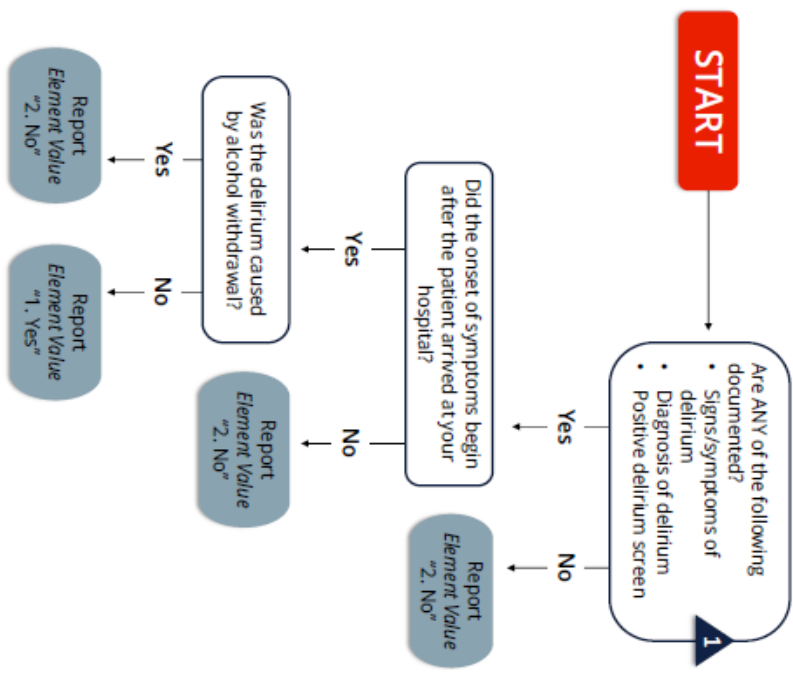 START
Are ANY of the following
documented?
• Signs/symptoms of
delirium
• Diagnosis of delirium
• Positive delirium screen
1
Yes
No
Did the onset of symptoms begin
after the patient arrived at your
hospital?
Report
Element Value
"2. No"
Yes
No
Was the delirium caused
by alcohol withdrawal?
Report
Element Value
"2. No"
Yes
No
Report
Element Value
"2. No"
Report
Element Value
"1. Yes"